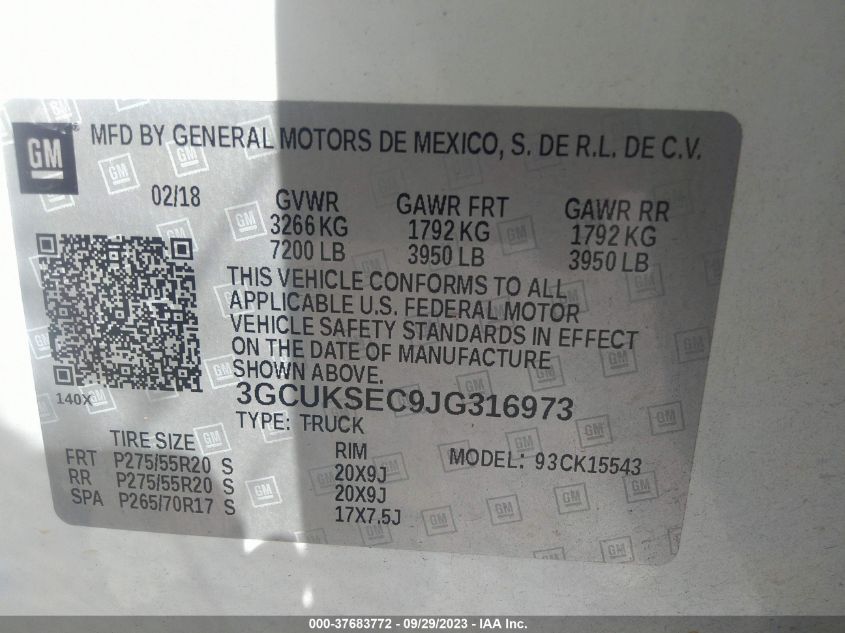 GM
MFD BY GENERAL MOTORS DE MEXICO, S. DE R.L. DE C.V.
02/18 GVWR GAWR FRT GAWR RR
3266 KG 1792 KG 1792 KG
7200 LB 3950 LB 3950 LB
THIS VEHICLE CONFORMS TO ALL
APPLICABLE U.S. FEDERAL MOTOR
VEHICLE SAFETY STANDARDS IN EFFECT
ON THE DATE OF MANUFACTURE
SHOWN ABOVE.
140X
3GCUKSEC9JG316973
TYPE: TRUCK
TIRE SIZE RIM MODEL: 93CK15543
FRT P275/55R20 S 20X9J
RR P275/55R20 S 20X9J
SPA P265/70R17 S 17X7.5J
000-37683772 - 09/29/2023 - IAA Inc.